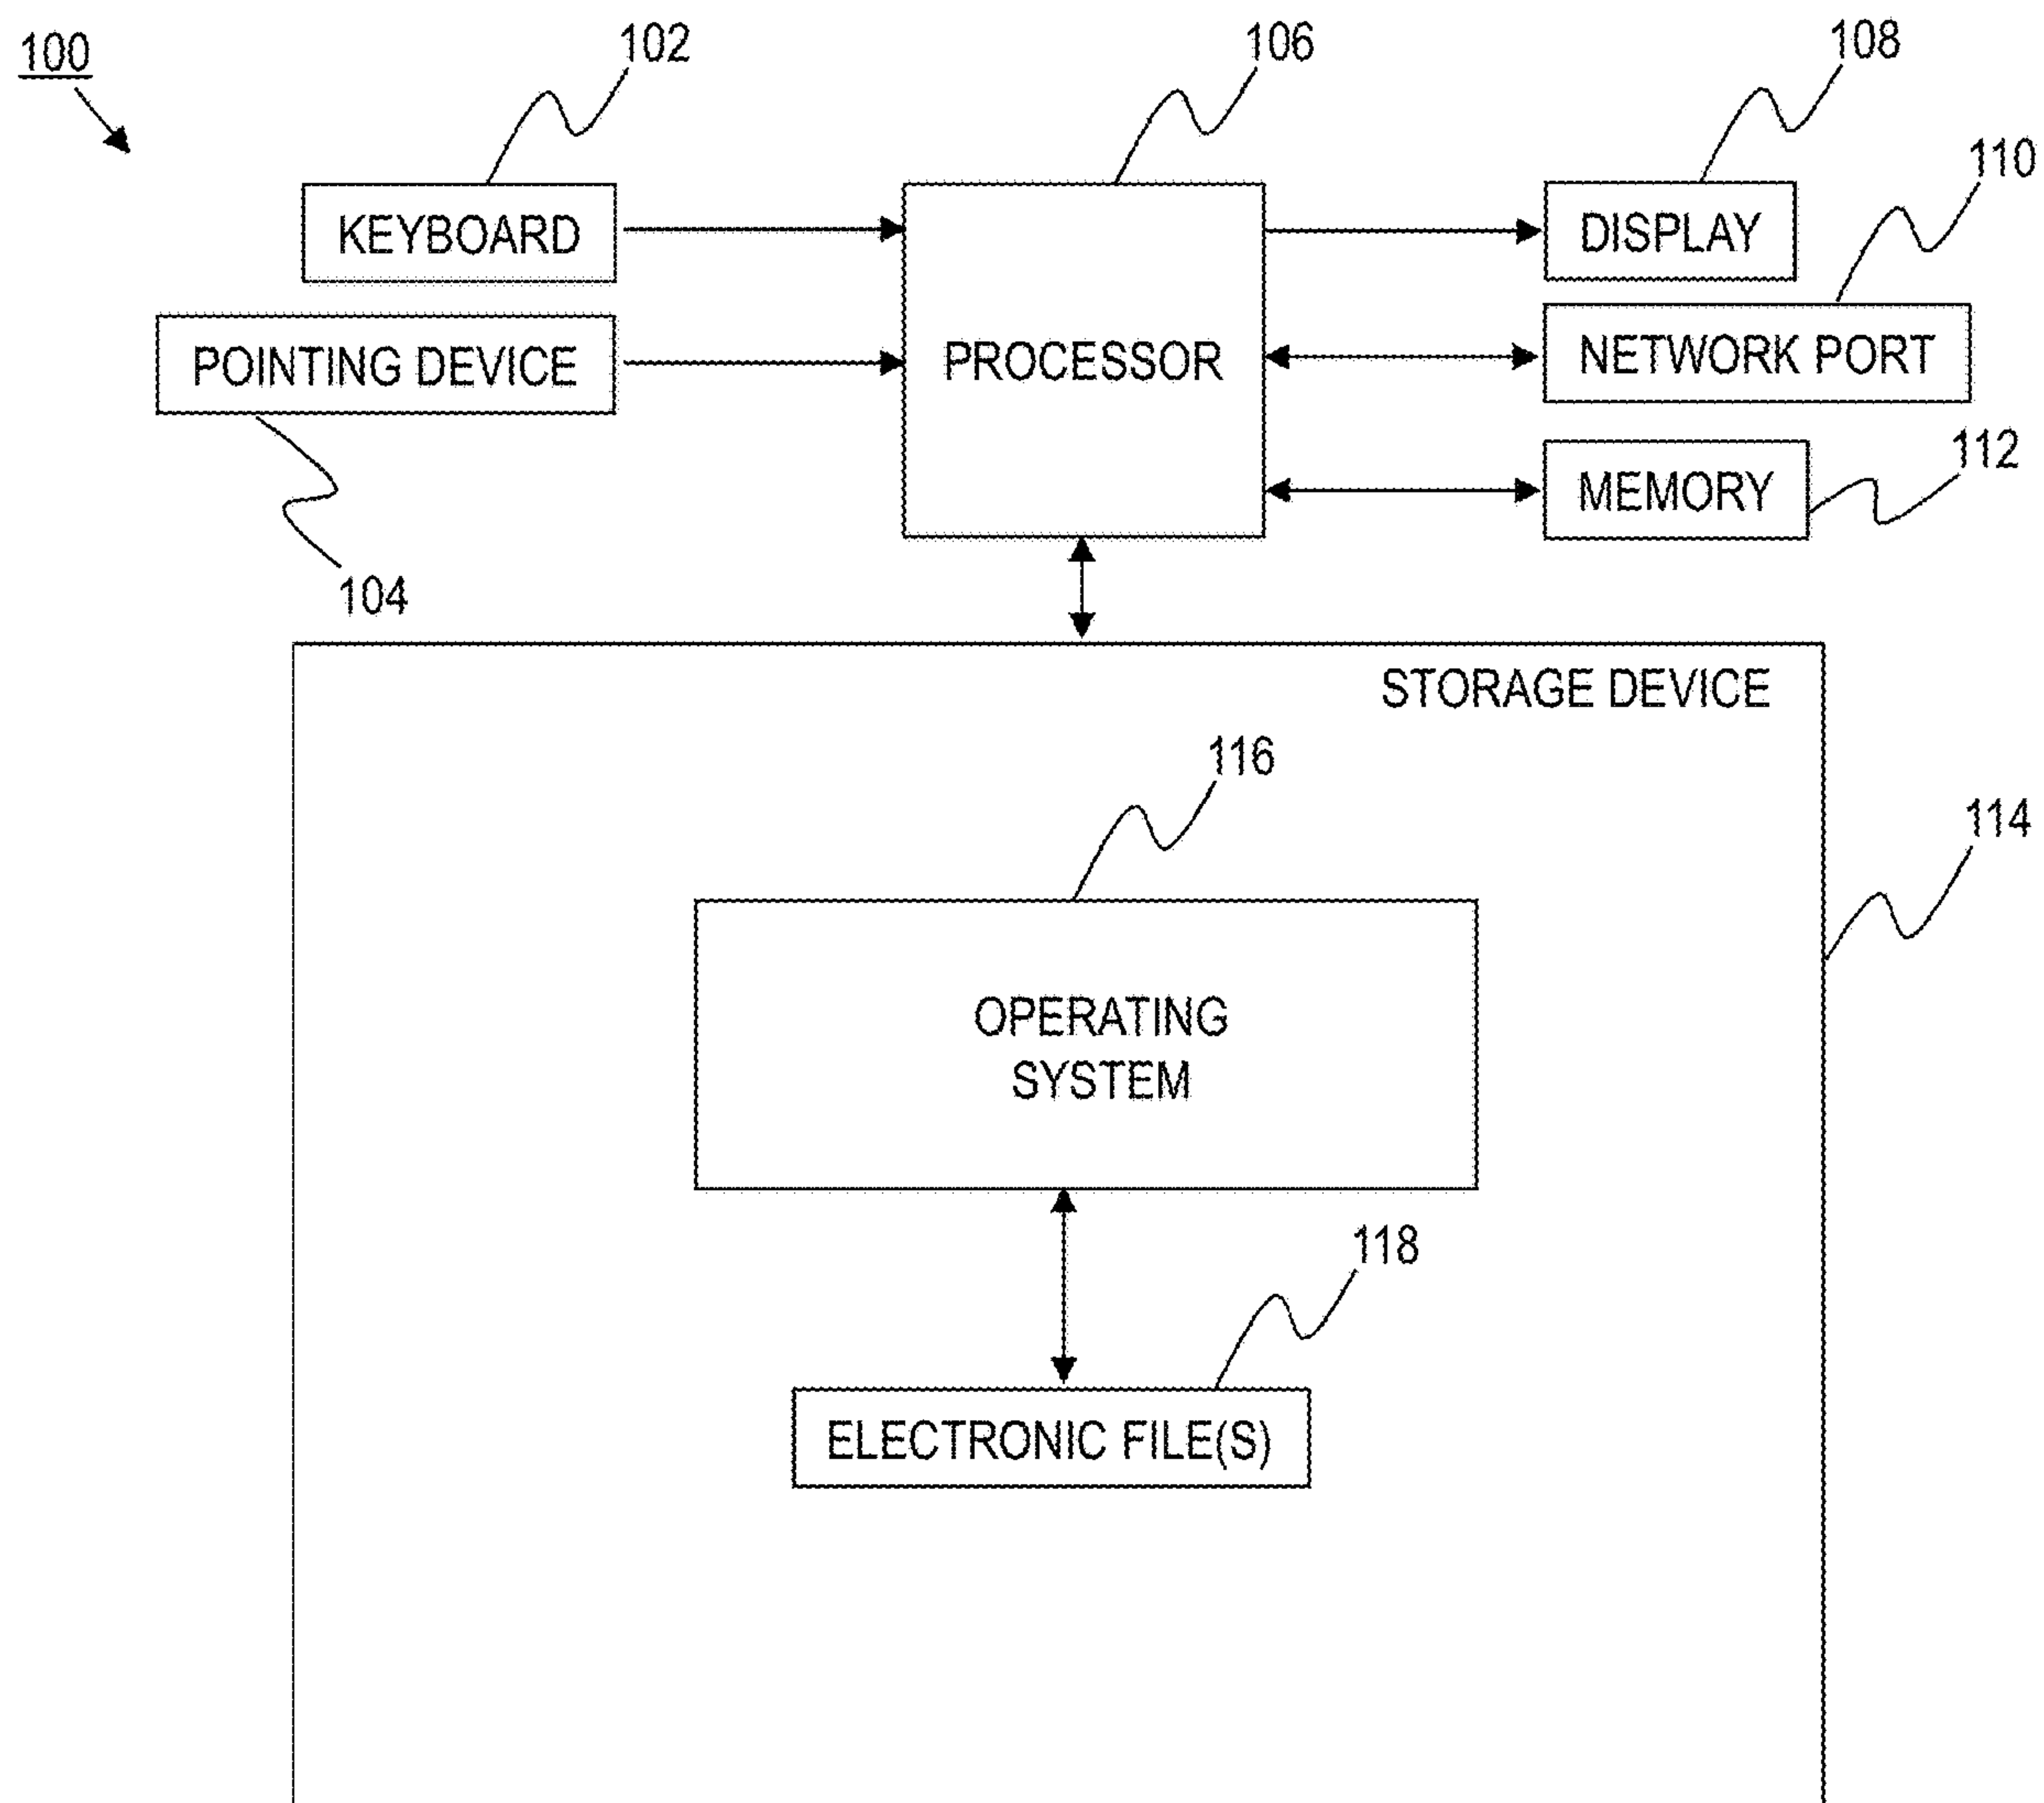 100
102
106
108
110
KEYBOARD
DISPLAY
POINTING DEVICE
PROCESSOR
NETWORK PORT
112
MEMORY
104
STORAGE DEVICE
116
114
OPERATING
SYSTEM
118
ELECTRONIC FILE(S)